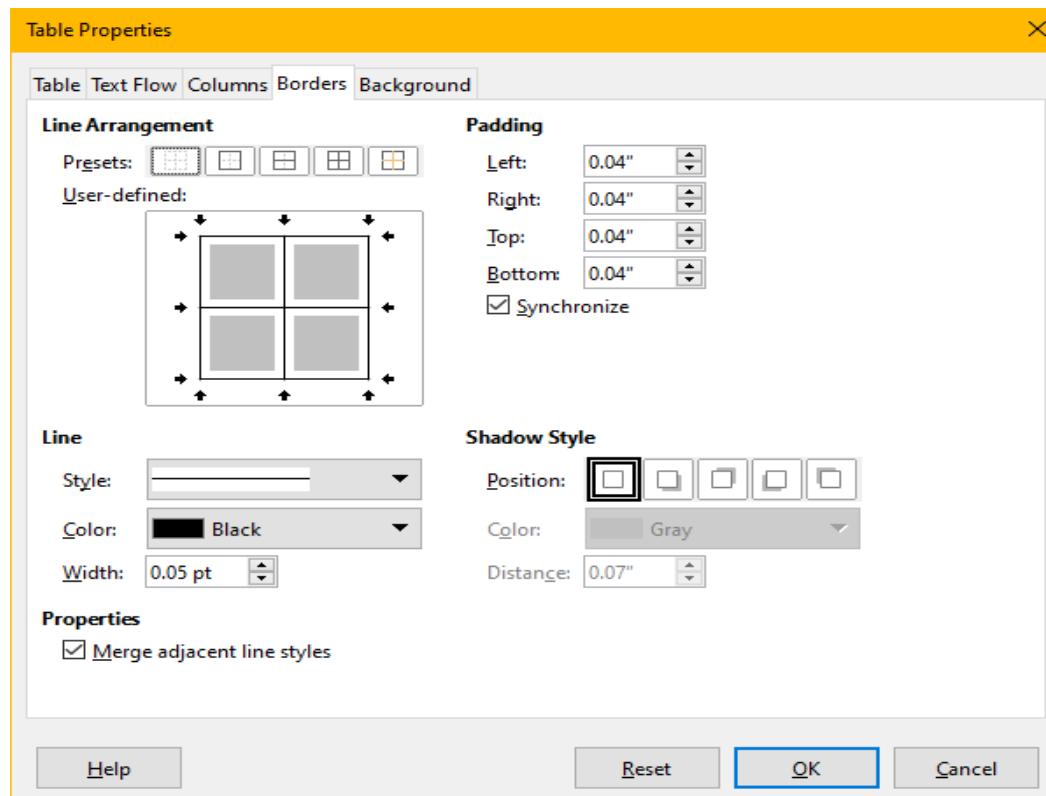 Table Properties
Table Text Flow Columns Borders Background
Line Arrangement
Presets:
User-defined:
Padding
Left: 0.04"
Right: 0.04"
Top: 0.04"
Bottom: 0.04"
Synchronize
Line
Style:
Color: Black
Width: 0.05 pt
Shadow Style
Position:
Color: Gray
Distance: 0.07"
Properties
Merge adjacent line styles
Help Reset OK Cancel